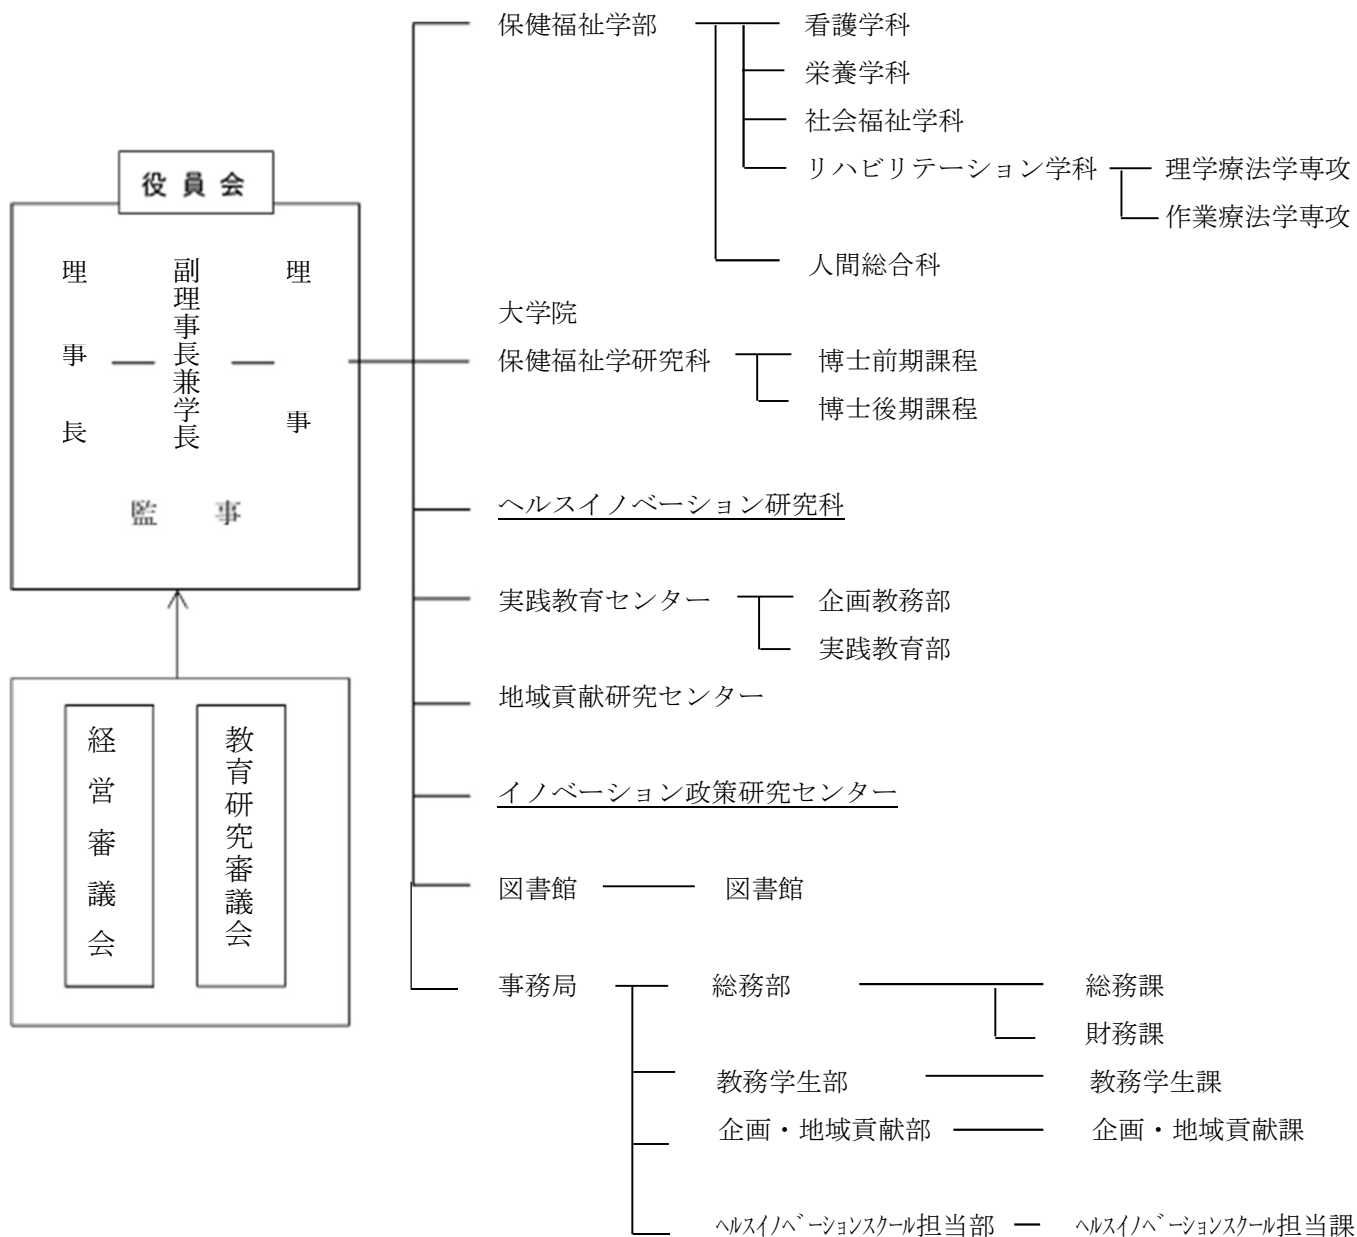 役員会
理事長
副理事長兼学長
理事
監事
経営審議会
教育研究審議会
保健福祉学部
看護学科
栄養学科
社会福祉学科
リハビリテーション学科
理学療法学専攻
作業療法学専攻
人間総合科
大学院
保健福祉学研究科
博士前期課程
博士後期課程
ヘルスイノベーション研究科
実践教育センター
企画教務部
実践教育部
地域貢献研究センター
イノベーション政策研究センター
図書館
図書館
事務局
総務部
総務課
財務課
教務学生部
教務学生課
企画・地域貢献部
企画・地域貢献課
ﾍﾙｽｲﾉﾍﾞｰｼｮﾝｽｸｰﾙ担当部
ﾍﾙｽｲﾉﾍﾞｰｼｮﾝｽｸｰﾙ担当課